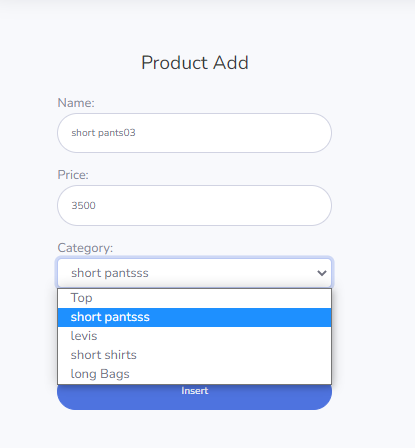 Product Add
Name:
short pants03
Price:
3500
Category:
short pantsss
Top
short pantsss
levis
short shirts
long Bags
Insert